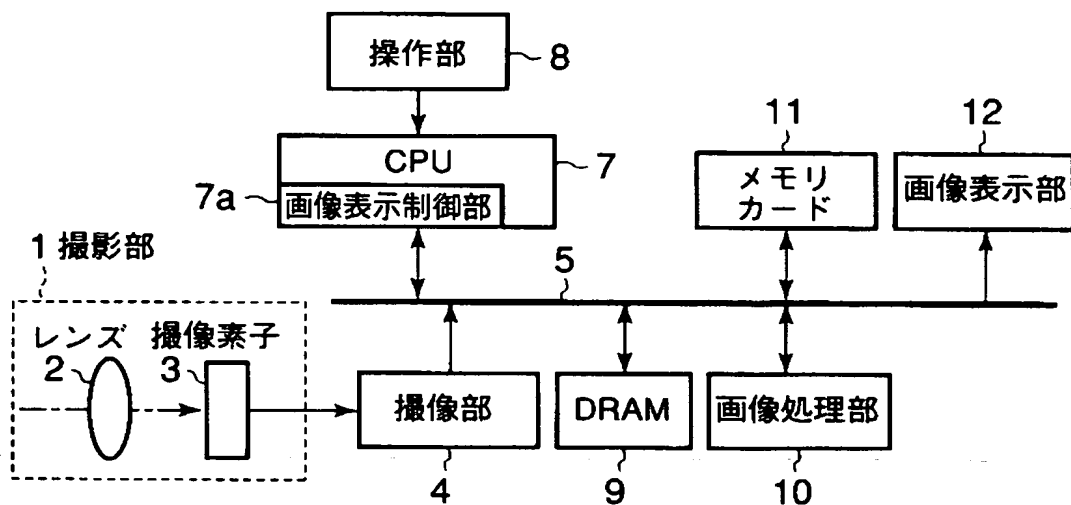 操作部
8
CPU
7
7a
画像表示制御部
11
メモリ
カード
12
画像表示部
1 撮影部
5
レンズ
2
撮像素子
3
撮像部
4
DRAM
9
画像処理部
10